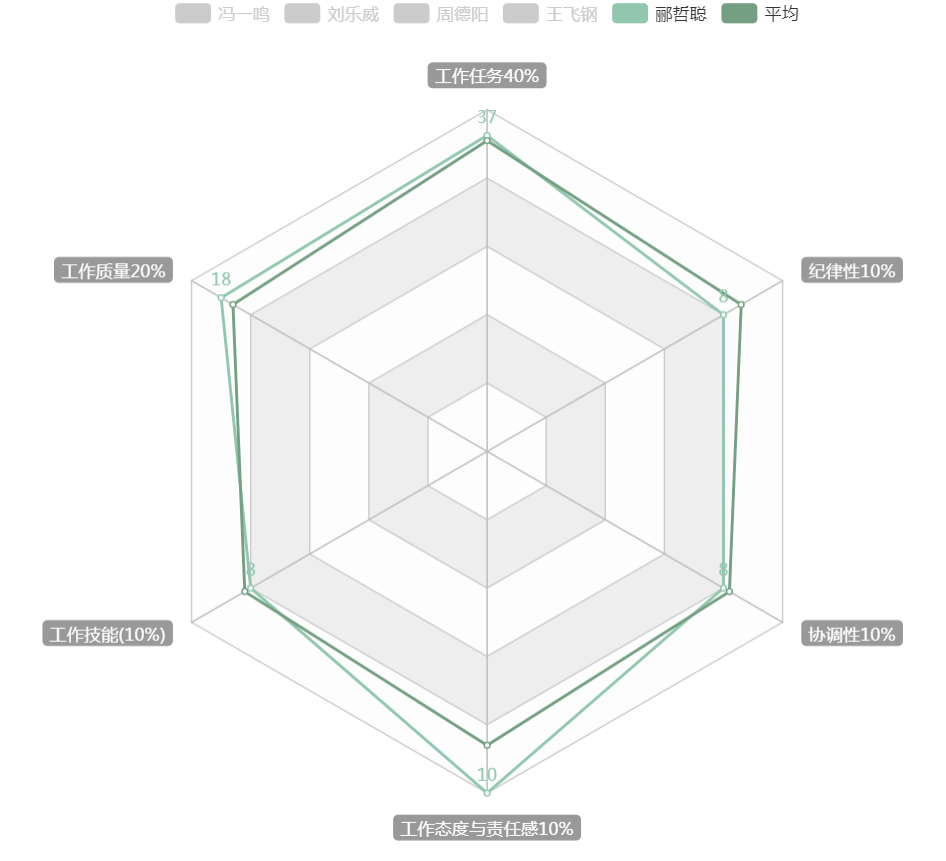 冯一鸣 刘乐威 周德阳 王飞钢 郦哲聪 平均
工作任务40%
37
工作质量20%
纪律性10%
18
8
8
8
工作技能(10%)
协调性10%
10
工作态度与责任感10%